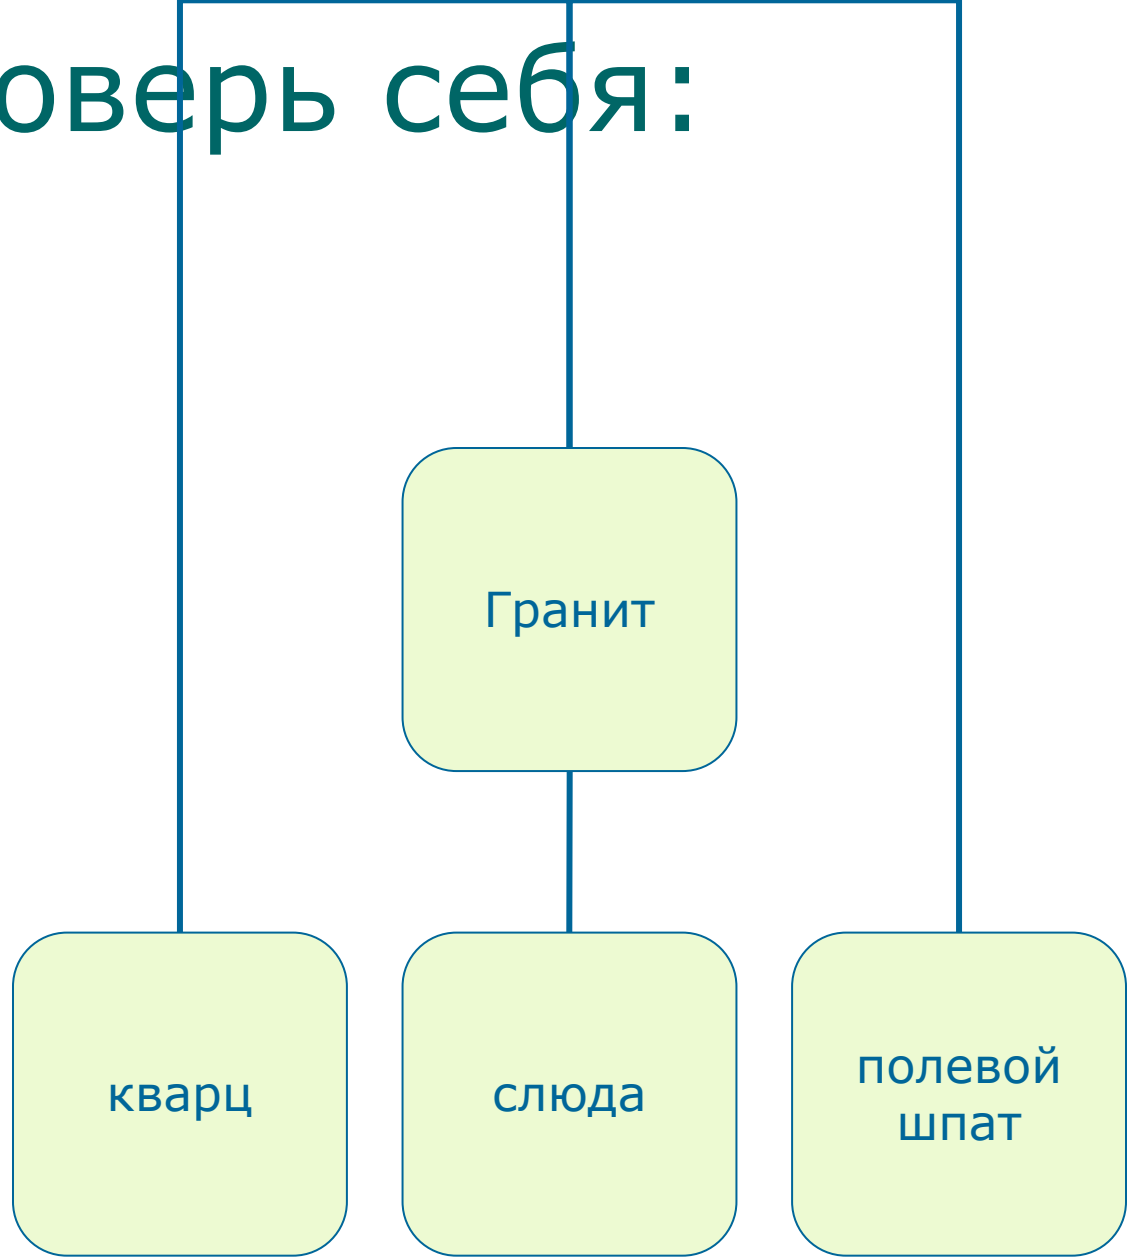 оверь себя:
Гранит
кварц
слюда
полевой
шпат